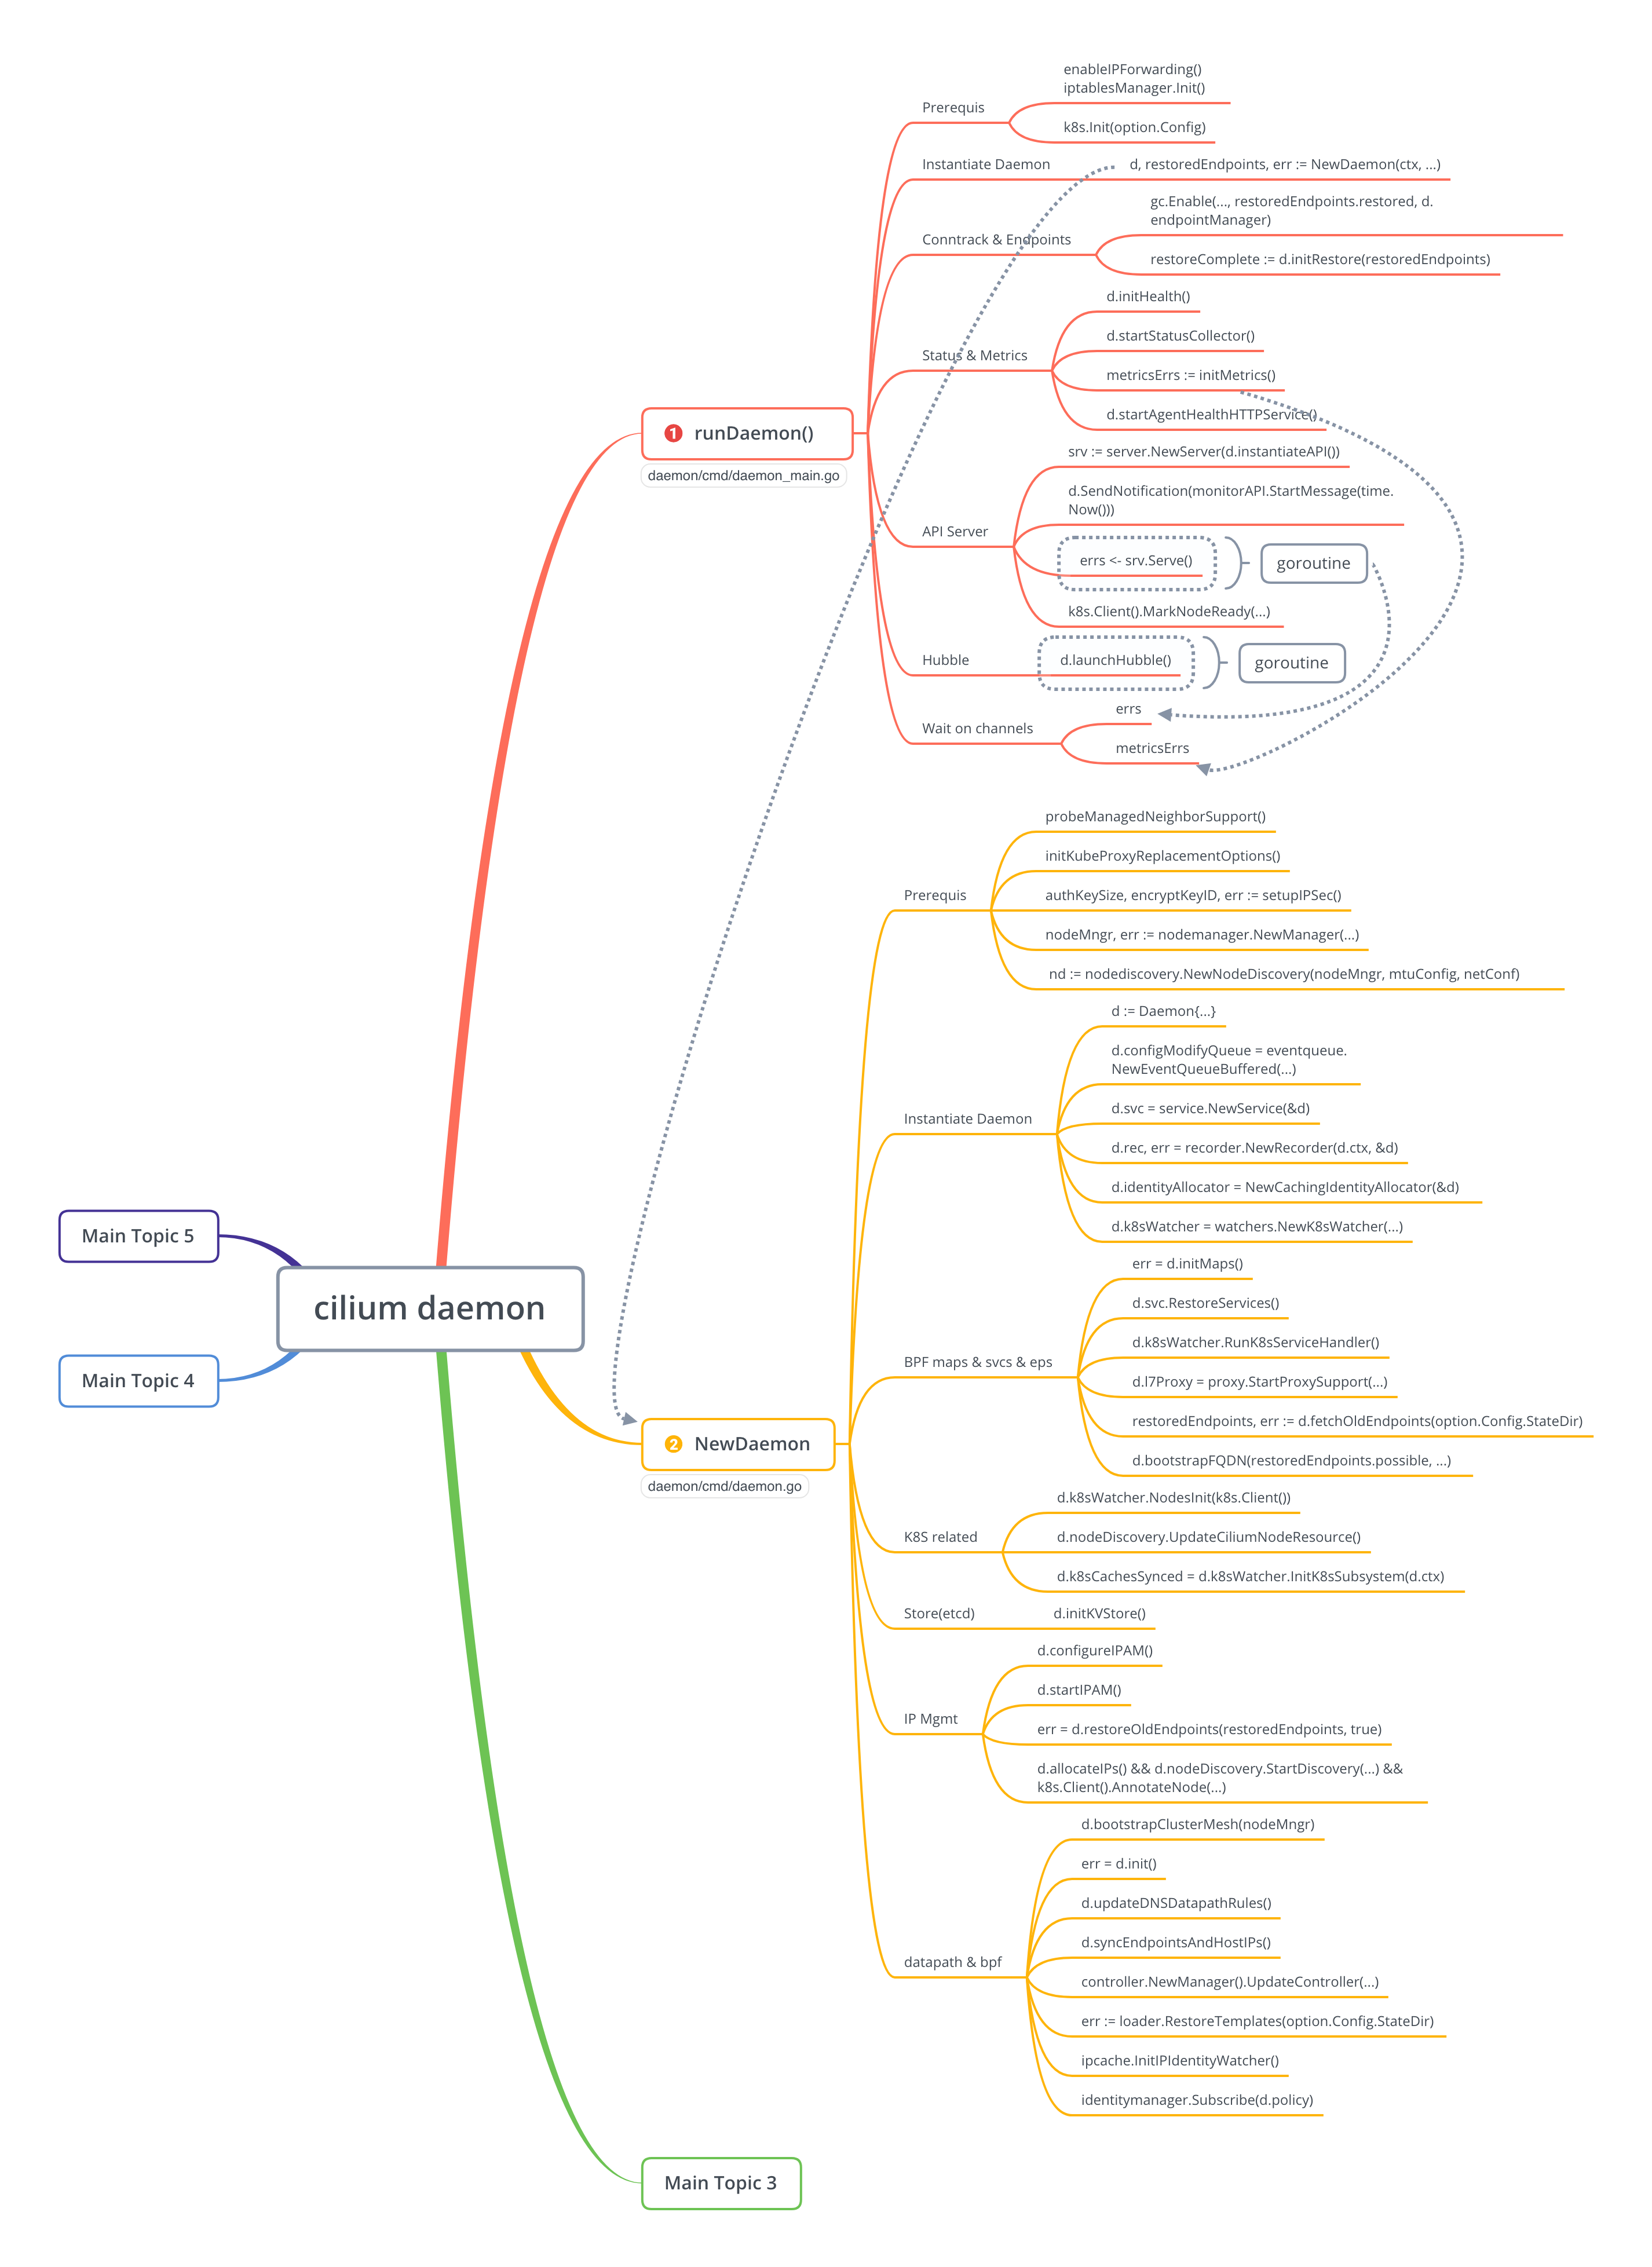 enableIPForwarding()
iptablesManager.Init()
Prerequis
k8s.Init(option.Config)
Instantiate Daemon
d, restoredEndpoints, err := NewDaemon(ctx, ...)
gc.Enable(..., restoredEndpoints.restored, d.
endpointManager)
Conntrack & Endpoints
restoreComplete := d.initRestore(restoredEndpoints)
d.initHealth()
d.startStatusCollector()
Status & Metrics
metricsErrs := initMetrics()
d.startAgentHealthHTTPService()
1 runDaemon()
daemon/cmd/daemon_main.go
srv := server.NewServer(d.instantiateAPI())
d.SendNotification(monitorAPI.StartMessage(time.
Now()))
API Server
errs <- srv.Serve()
goroutine
k8s.Client().MarkNodeReady(...)
Hubble
d.launchHubble()
goroutine
errs
Wait on channels
metricsErrs
probeManagedNeighborSupport()
initKubeProxyReplacementOptions()
Prerequis
authKeySize, encryptKeyID, err := setupIPSec()
nodeMngr, err := nodemanager.NewManager(...)
nd := nodediscovery.NewNodeDiscovery(nodeMngr, mtuConfig, netConf)
d := Daemon{...}
d.configModifyQueue = eventqueue.
NewEventQueueBuffered(...)
Instantiate Daemon
d.svc = service.NewService(&d)
d.rec, err = recorder.NewRecorder(d.ctx, &d)
d.identityAllocator = NewCachingIdentityAllocator(&d)
d.k8sWatcher = watchers.NewK8sWatcher(...)
Main Topic 5
cilium daemon
Main Topic 4
err = d.initMaps()
d.svc.RestoreServices()
d.k8sWatcher.RunK8sServiceHandler()
BPF maps & svcs & eps
d.l7Proxy = proxy.StartProxySupport(...)
restoredEndpoints, err := d.fetchOldEndpoints(option.Config.StateDir)
d.bootstrapFQDN(restoredEndpoints.possible, ...)
2 NewDaemon
daemon/cmd/daemon.go
d.k8sWatcher.NodesInit(k8s.Client())
K8S related
d.nodeDiscovery.UpdateCiliumNodeResource()
d.k8sCachesSynced = d.k8sWatcher.InitK8sSubsystem(d.ctx)
Store(etcd)
d.initKVStore()
d.configureIPAM()
d.startIPAM()
IP Mgmt
err = d.restoreOldEndpoints(restoredEndpoints, true)
d.allocateIPs() && d.nodeDiscovery.StartDiscovery(...) &&
k8s.Client().AnnotateNode(...)
d.bootstrapClusterMesh(nodeMngr)
err = d.init()
d.updateDNSDatapathRules()
d.syncEndpointsAndHostIPs()
datapath & bpf
controller.NewManager().UpdateController(...)
err := loader.RestoreTemplates(option.Config.StateDir)
ipcache.InitIPIdentityWatcher()
identitymanager.Subscribe(d.policy)
Main Topic 3